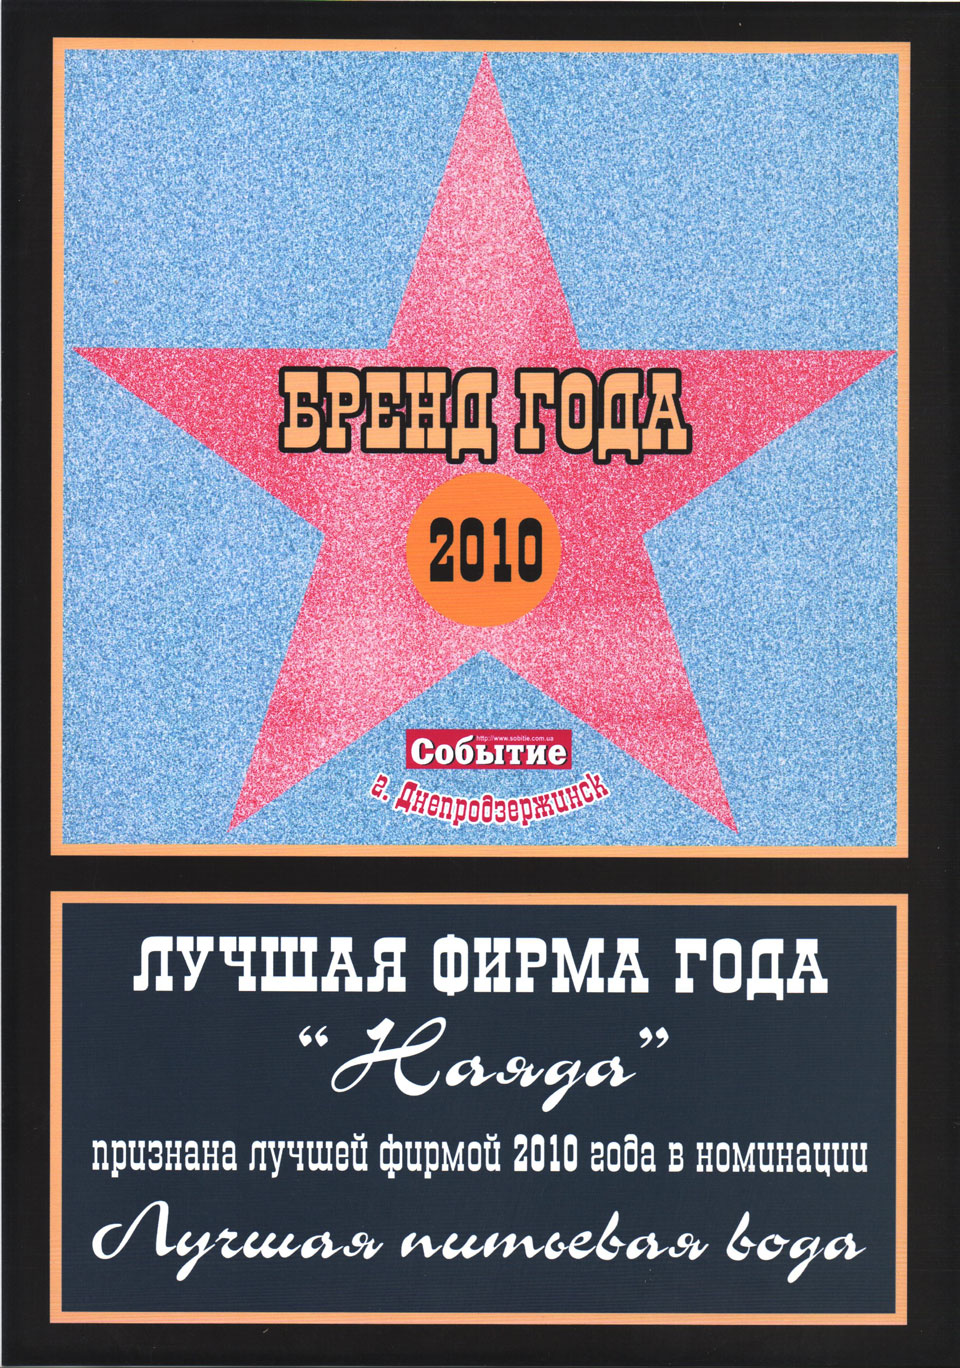 БРЕНД ГОДА
2010
http://www.sobitie.com.ua
Событие
г. Днепродзержинск
ЛУЧШАЯ ФИРМА ГОДА
“Наяда”
признана лучшей фирмой 2010 года в номинации
Лучшая питьевая вода